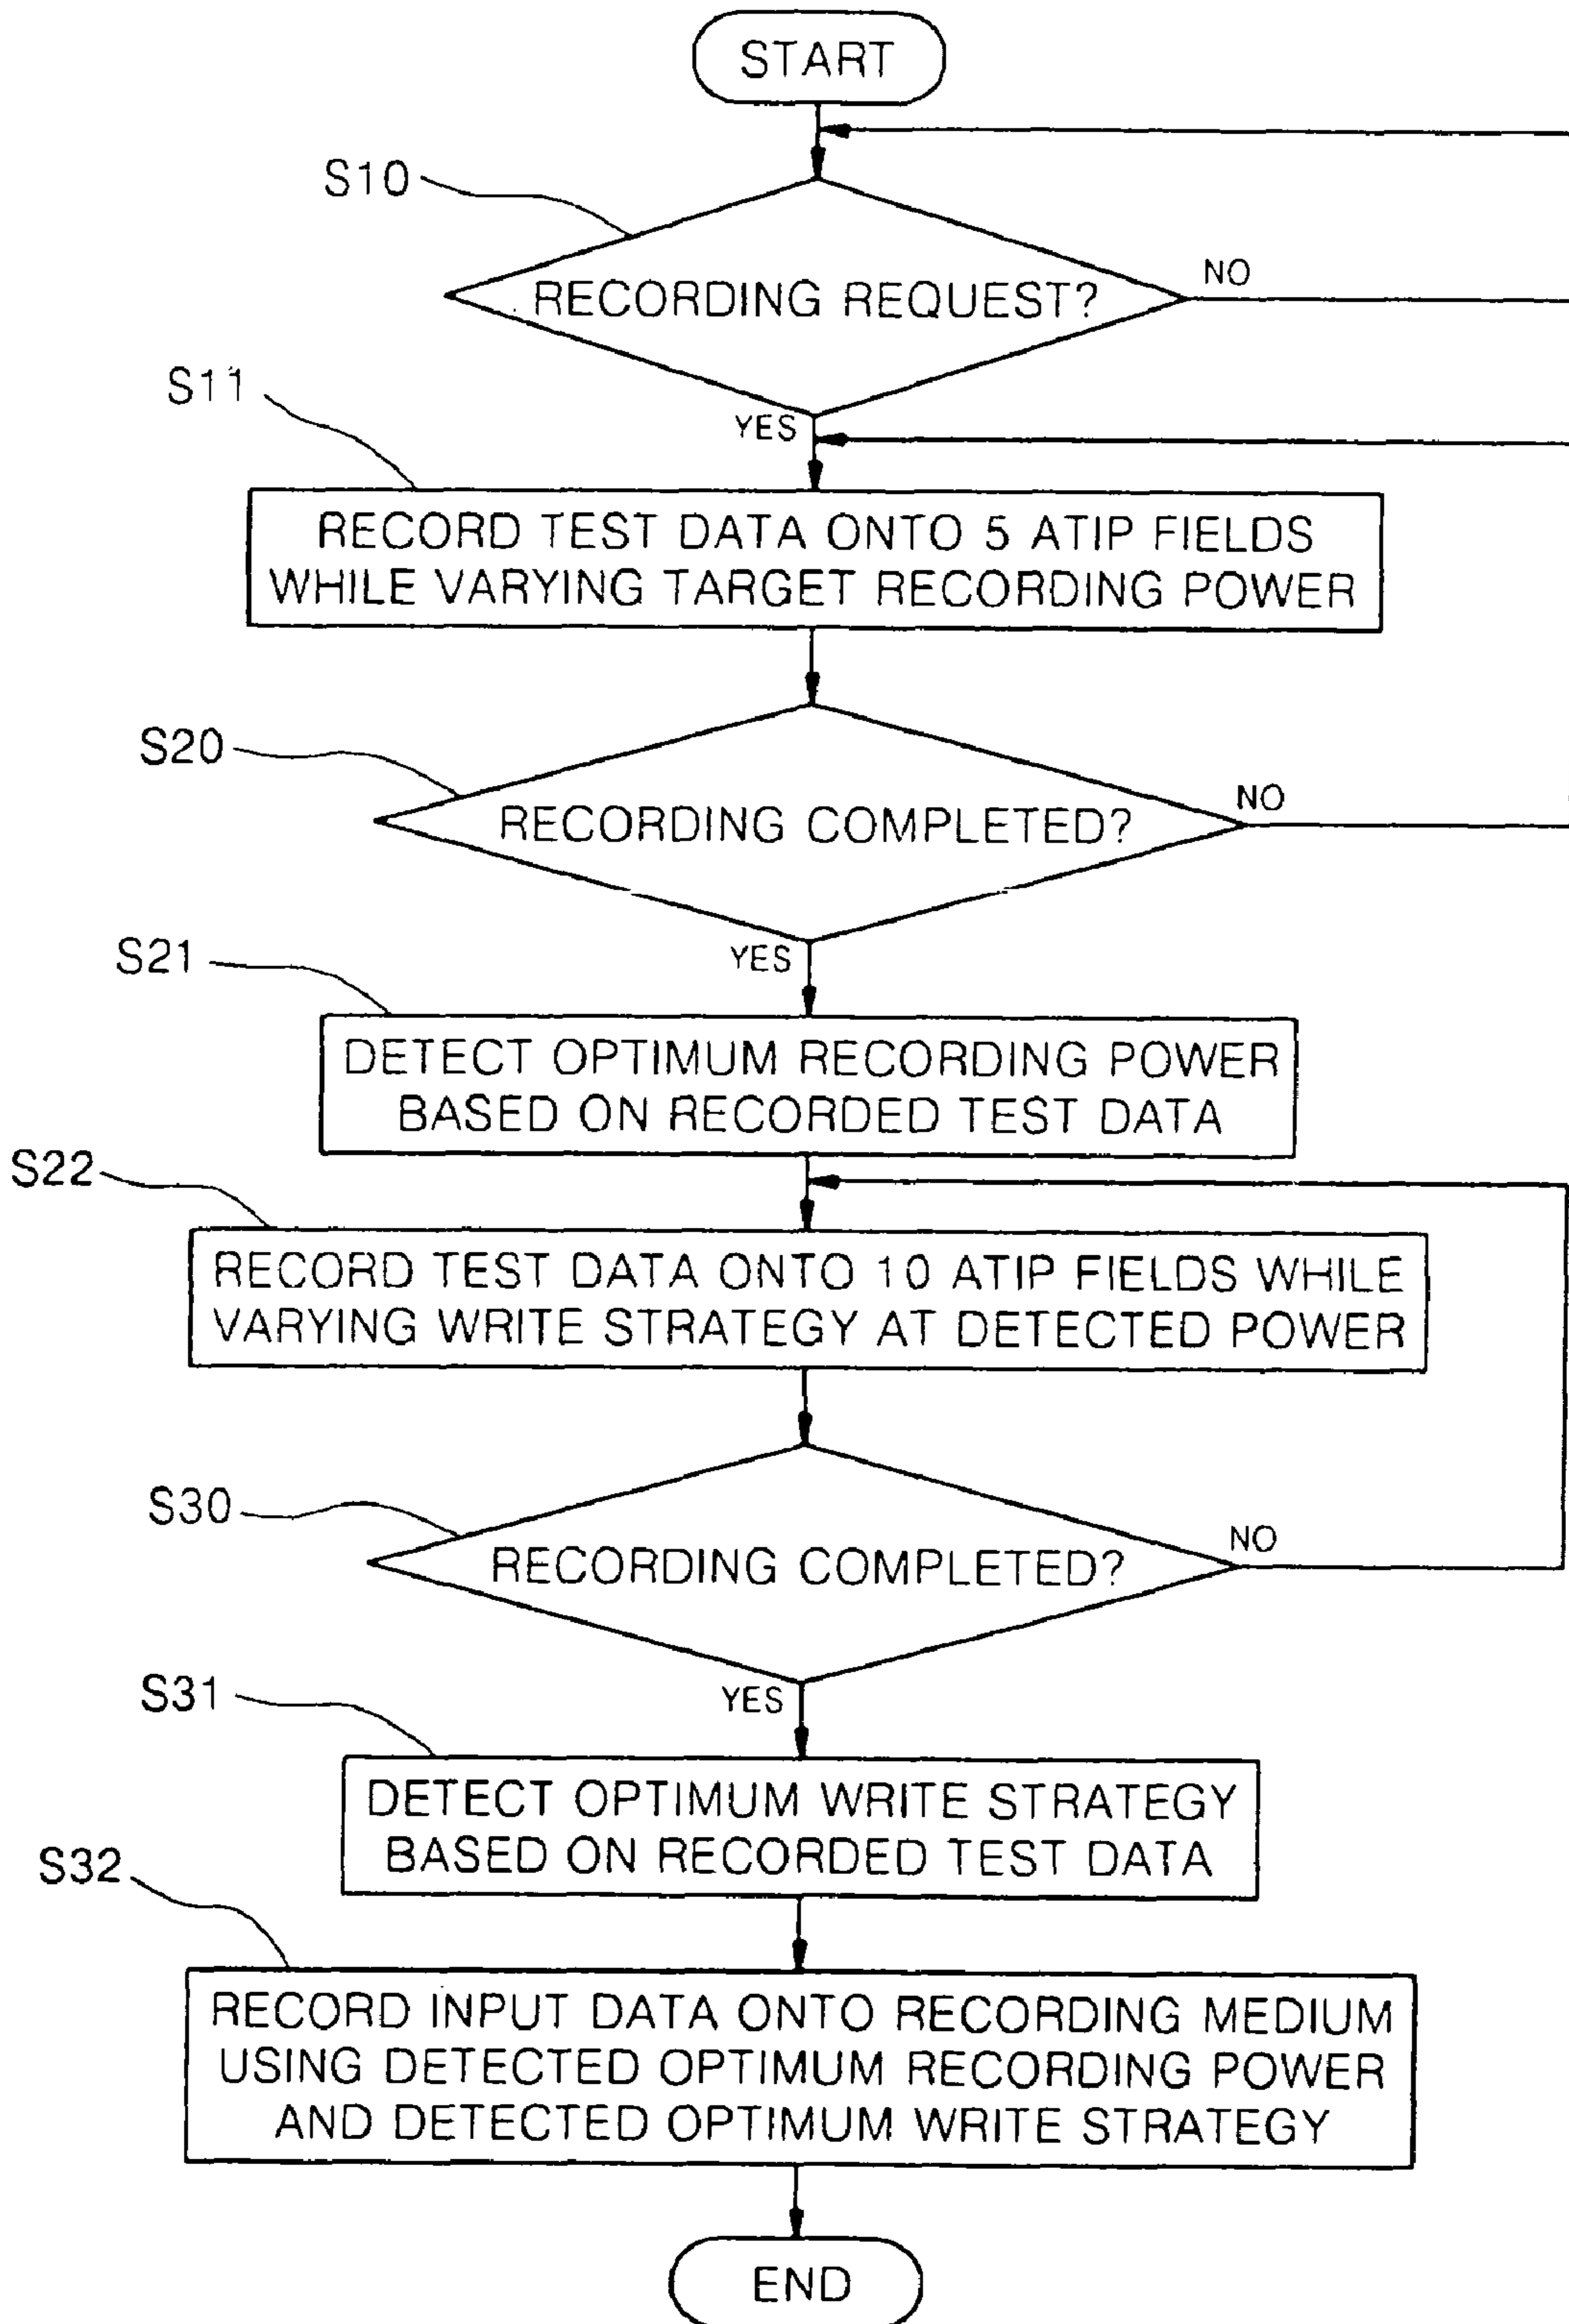 START
S10
RECORDING REQUEST?
NO
S11
YES
RECORD TEST DATA ONTO 5 ATIP FIELDS
WHILE VARYING TARGET RECORDING POWER
S20
RECORDING COMPLETED?
NO
YES
S21
DETECT OPTIMUM RECORDING POWER
BASED ON RECORDED TEST DATA
S22
RECORD TEST DATA ONTO 10 ATIP FIELDS WHILE
VARYING WRITE STRATEGY AT DETECTED POWER
S30
RECORDING COMPLETED?
NO
YES
S31
DETECT OPTIMUM WRITE STRATEGY
BASED ON RECORDED TEST DATA
S32
RECORD INPUT DATA ONTO RECORDING MEDIUM
USING DETECTED OPTIMUM RECORDING POWER
AND DETECTED OPTIMUM WRITE STRATEGY
END